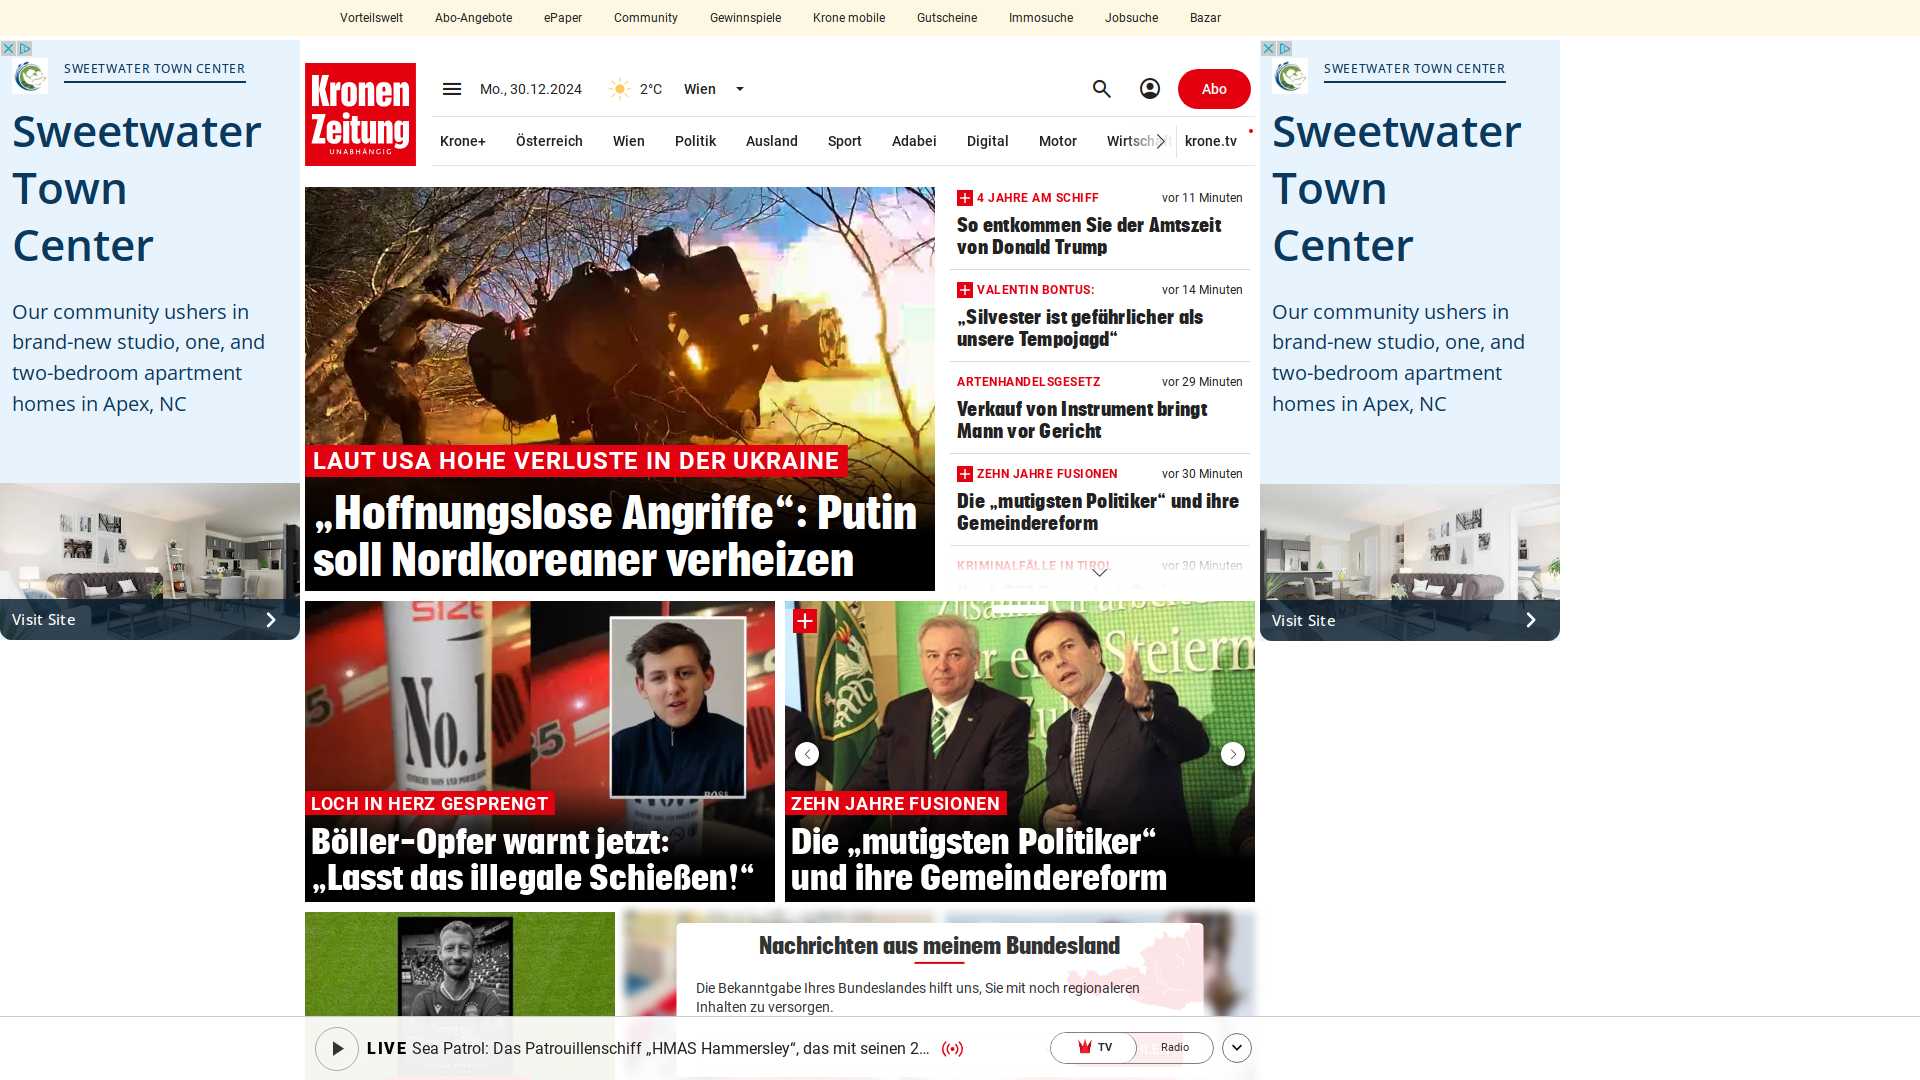 Vorteilswelt Abo-Angebote ePaper Community Gewinnspiele Krone mobile Gutscheine Immosuche Jobsuche Bazar
SWEETWATER TOWN CENTER
Sweetwater
Town
Center
Our community ushers in
brand-new studio, one, and
two-bedroom apartment
homes in Apex, NC
Visit Site
Kronen
Zeitung
UNABHÄNGIG
Mo., 30.12.2024 2°C Wien
Abo
Krone+ Österreich Wien Politik Ausland Sport Adabei Digital Motor Wirtschaft krone.tv
LAUT USA HOHE VERLUSTE IN DER UKRAINE
„Hoffnungslose Angriffe“: Putin
soll Nordkoreaner verheizen
4 JAHRE AM SCHIFF vor 11 Minuten
So entkommen Sie der Amtszeit
von Donald Trump
VALENTIN BONTUS: vor 14 Minuten
„Silvester ist gefährlicher als
unsere Tempojagd“
ARTENHANDELSGESETZ vor 29 Minuten
Verkauf von Instrument bringt
Mann vor Gericht
ZEHN JAHRE FUSIONEN vor 30 Minuten
Die „mutigsten Politiker“ und ihre
Gemeindereform
KRIMINALFÄLLE IN TIROL vor 30 Minuten
SIZE
No.1
35
LOCH IN HERZ GESPRENGT
Böller-Opfer warnt jetzt:
„Lasst das illegale Schießen!“
ZEHN JAHRE FUSIONEN
Die „mutigsten Politiker“
und ihre Gemeindereform
Nachrichten aus meinem Bundesland
Die Bekanntgabe Ihres Bundeslandes hilft uns, Sie mit noch regionaleren
Inhalten zu versorgen.
LIVE Sea Patrol: Das Patrouillenschiff „HMAS Hammersley“, das mit seinen 2...
TV Radio
SWEETWATER TOWN CENTER
Sweetwater
Town
Center
Our community ushers in
brand-new studio, one, and
two-bedroom apartment
homes in Apex, NC
Visit Site